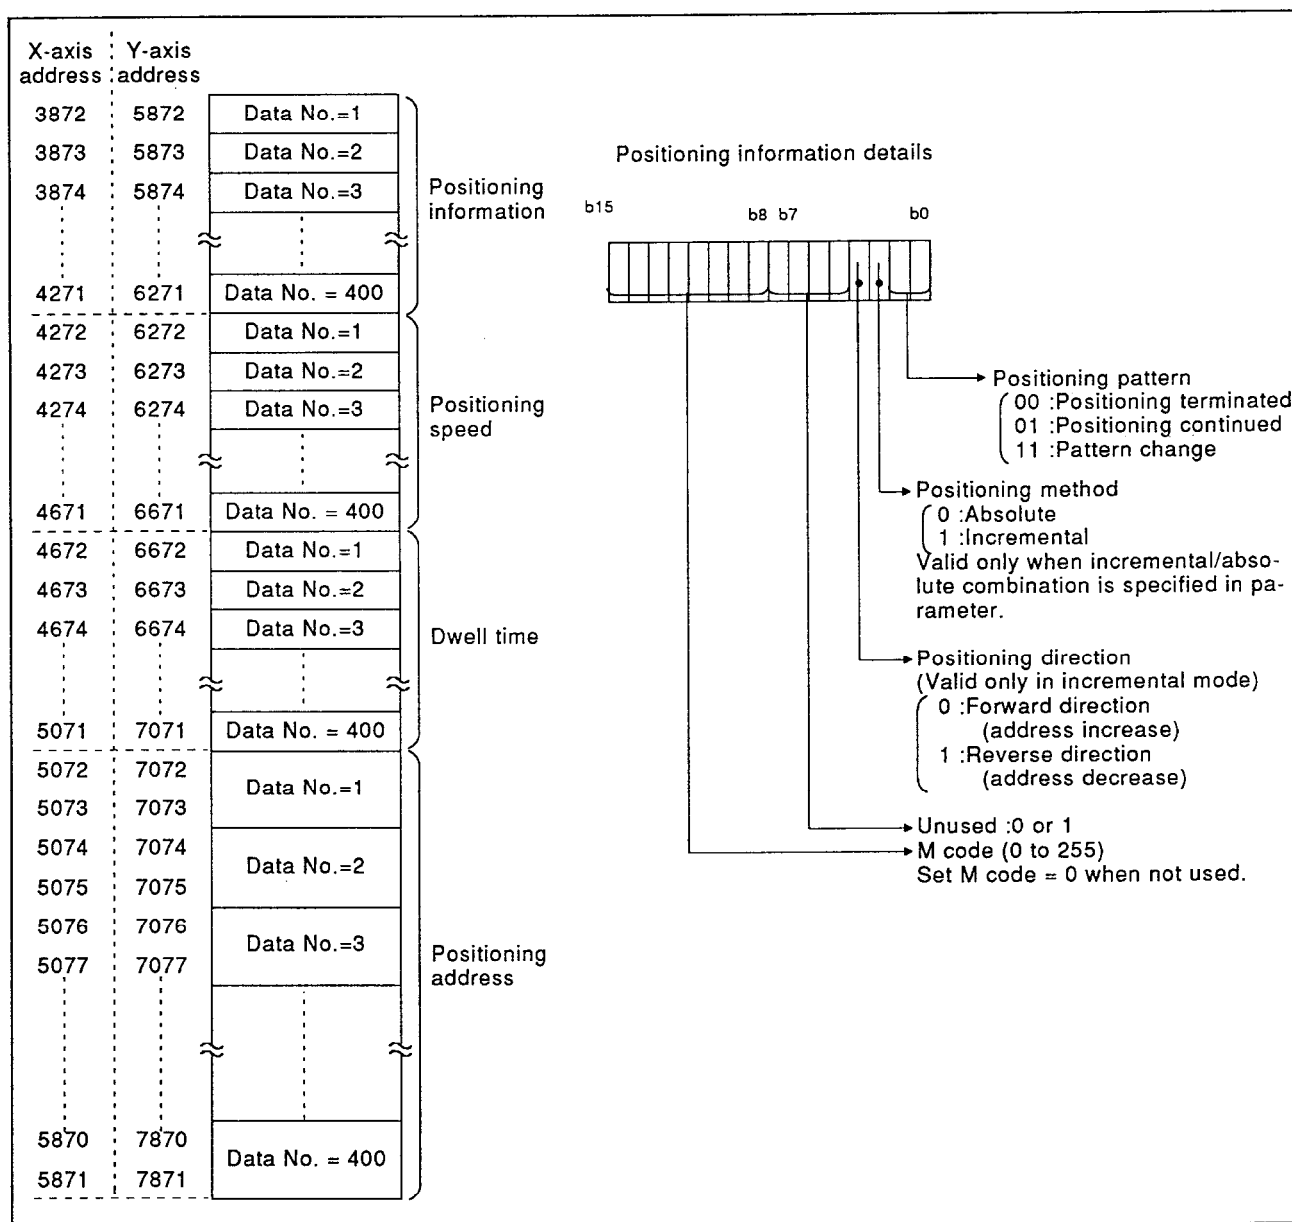 X-axis address
Y-axis address
3872 5872 Data No.=1
3873 5873 Data No.=2
3874 5874 Data No.=3
4271 6271 Data No. = 400
Positioning information
4272 6272 Data No.=1
4273 6273 Data No.=2
4274 6274 Data No.=3
4671 6671 Data No. = 400
Positioning speed
4672 6672 Data No.=1
4673 6673 Data No.=2
4674 6674 Data No.=3
5071 7071 Data No. = 400
Dwell time
5072 7072
5073 7073
Data No.=1
5074 7074
5075 7075
Data No.=2
5076 7076
5077 7077
Data No.=3
5870 7870
5871 7871
Data No. = 400
Positioning address
Positioning information details
b15 b8 b7 b0
Positioning pattern
00 :Positioning terminated
01 :Positioning continued
11 :Pattern change
Positioning method
0 :Absolute
1 :Incremental
Valid only when incremental/abso-
lute combination is specified in pa-
rameter.
Positioning direction
(Valid only in incremental mode)
0 :Forward direction
(address increase)
1 :Reverse direction
(address decrease)
Unused :0 or 1
M code (0 to 255)
Set M code = 0 when not used.